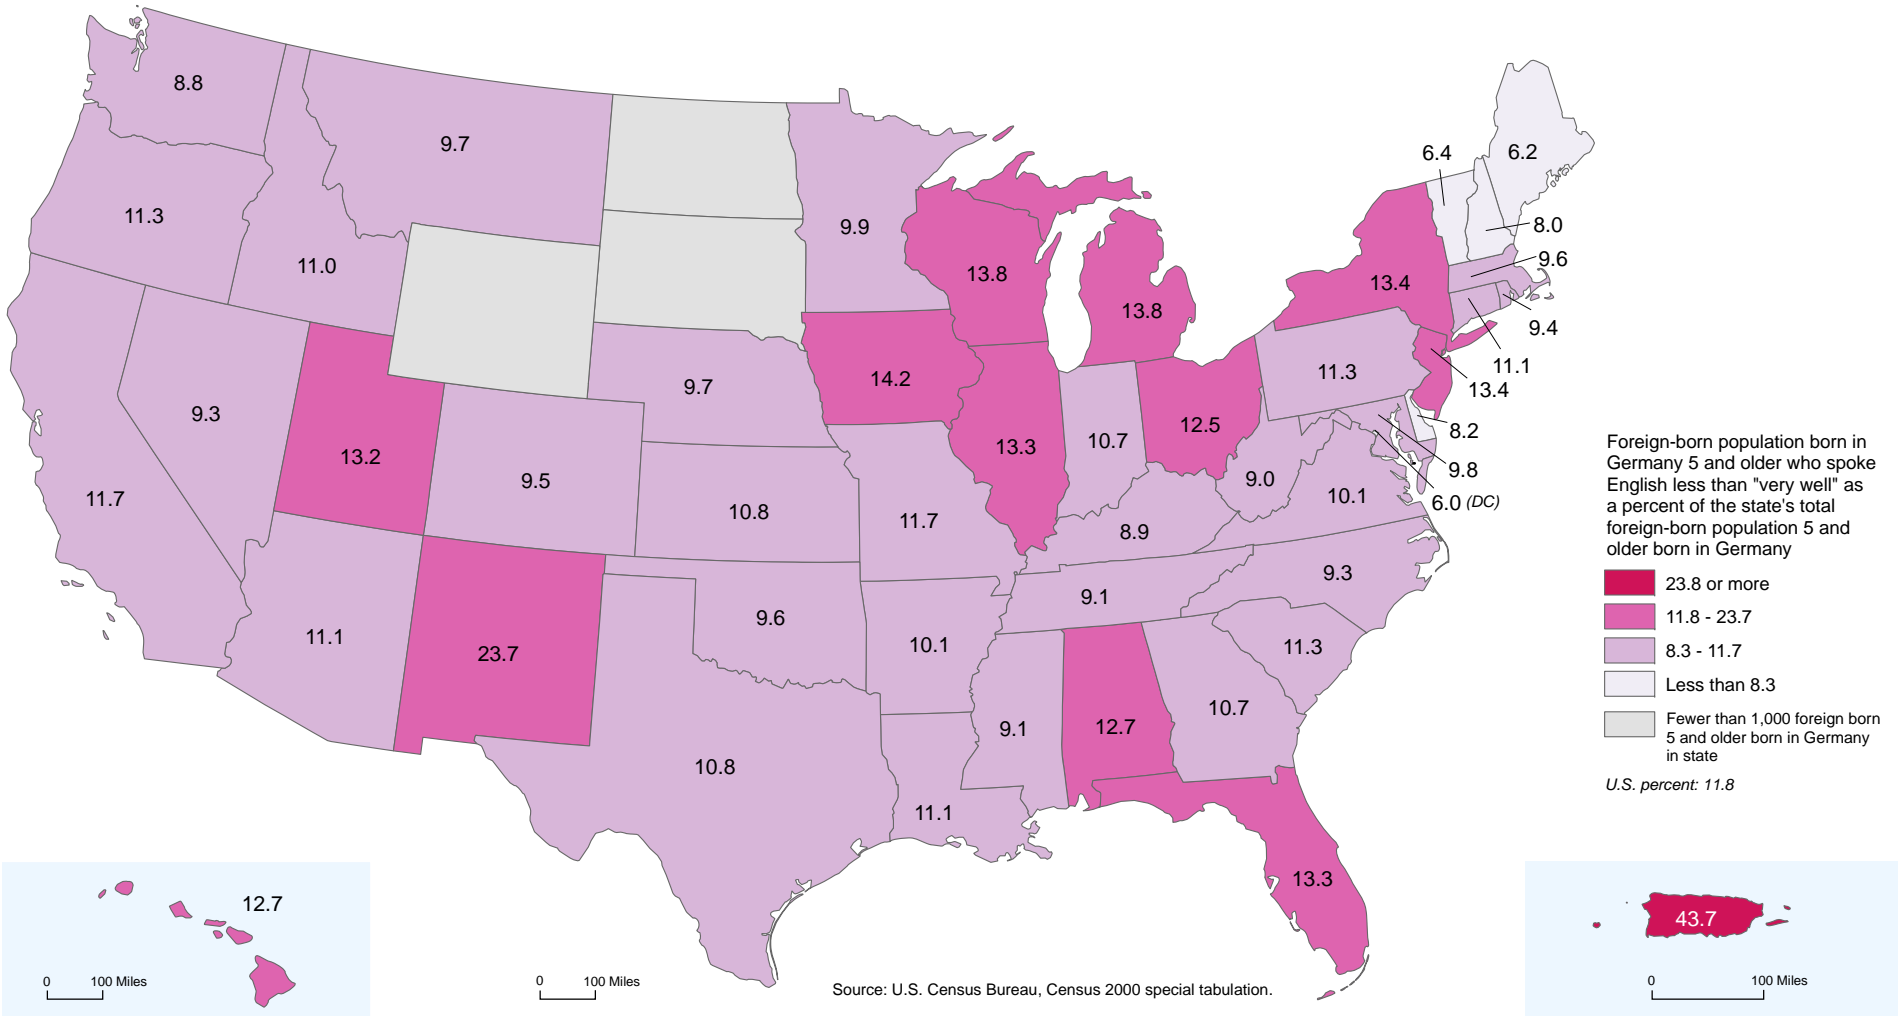 8.8
9.7
6.4
6.2
11.3
9.9
8.0
11.0
9.6
13.8
13.4
13.8
9.4
11.1
14.2
11.3
9.7
13.4
9.3
12.5
8.2
10.7
13.3
13.2
9.8
9.5
9.0
11.7
10.1
6.0 (DC)
10.8
11.7
8.9
9.3
9.1
9.6
11.1
10.1
11.3
23.7
10.7
9.1
12.7
10.8
11.1
13.3
12.7
43.7
Foreign-born population born in
Germany 5 and older who spoke
English less than "very well" as
a percent of the state's total
foreign-born population 5 and
older born in Germany
23.8 or more
11.8 - 23.7
8.3 - 11.7
Less than 8.3
Fewer than 1,000 foreign born
5 and older born in Germany
in state
U.S. percent: 11.8
0 100 Miles
0 100 Miles
0 100 Miles
Source: U.S. Census Bureau, Census 2000 special tabulation.